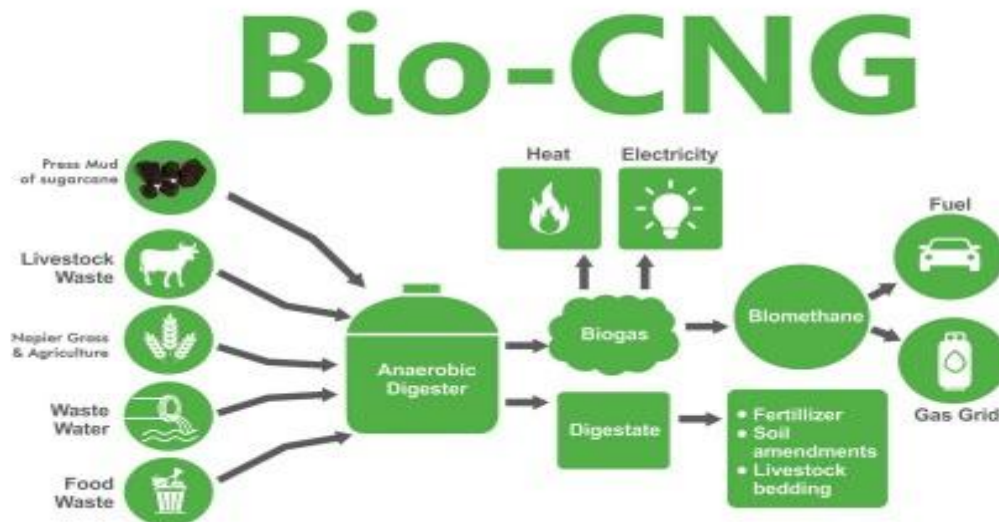 Bio-CNG
Press Mud
of sugarcane
Livestock
Waste
Napier Grass
& Agriculture
Waste
Water
Food
Waste
Anaerobic
Digester
Heat
Electricity
Biogas
Digestate
Biomethane
• Fertillizer
• Soil
amendments
• Livestock
bedding
Fuel
Gas Grid